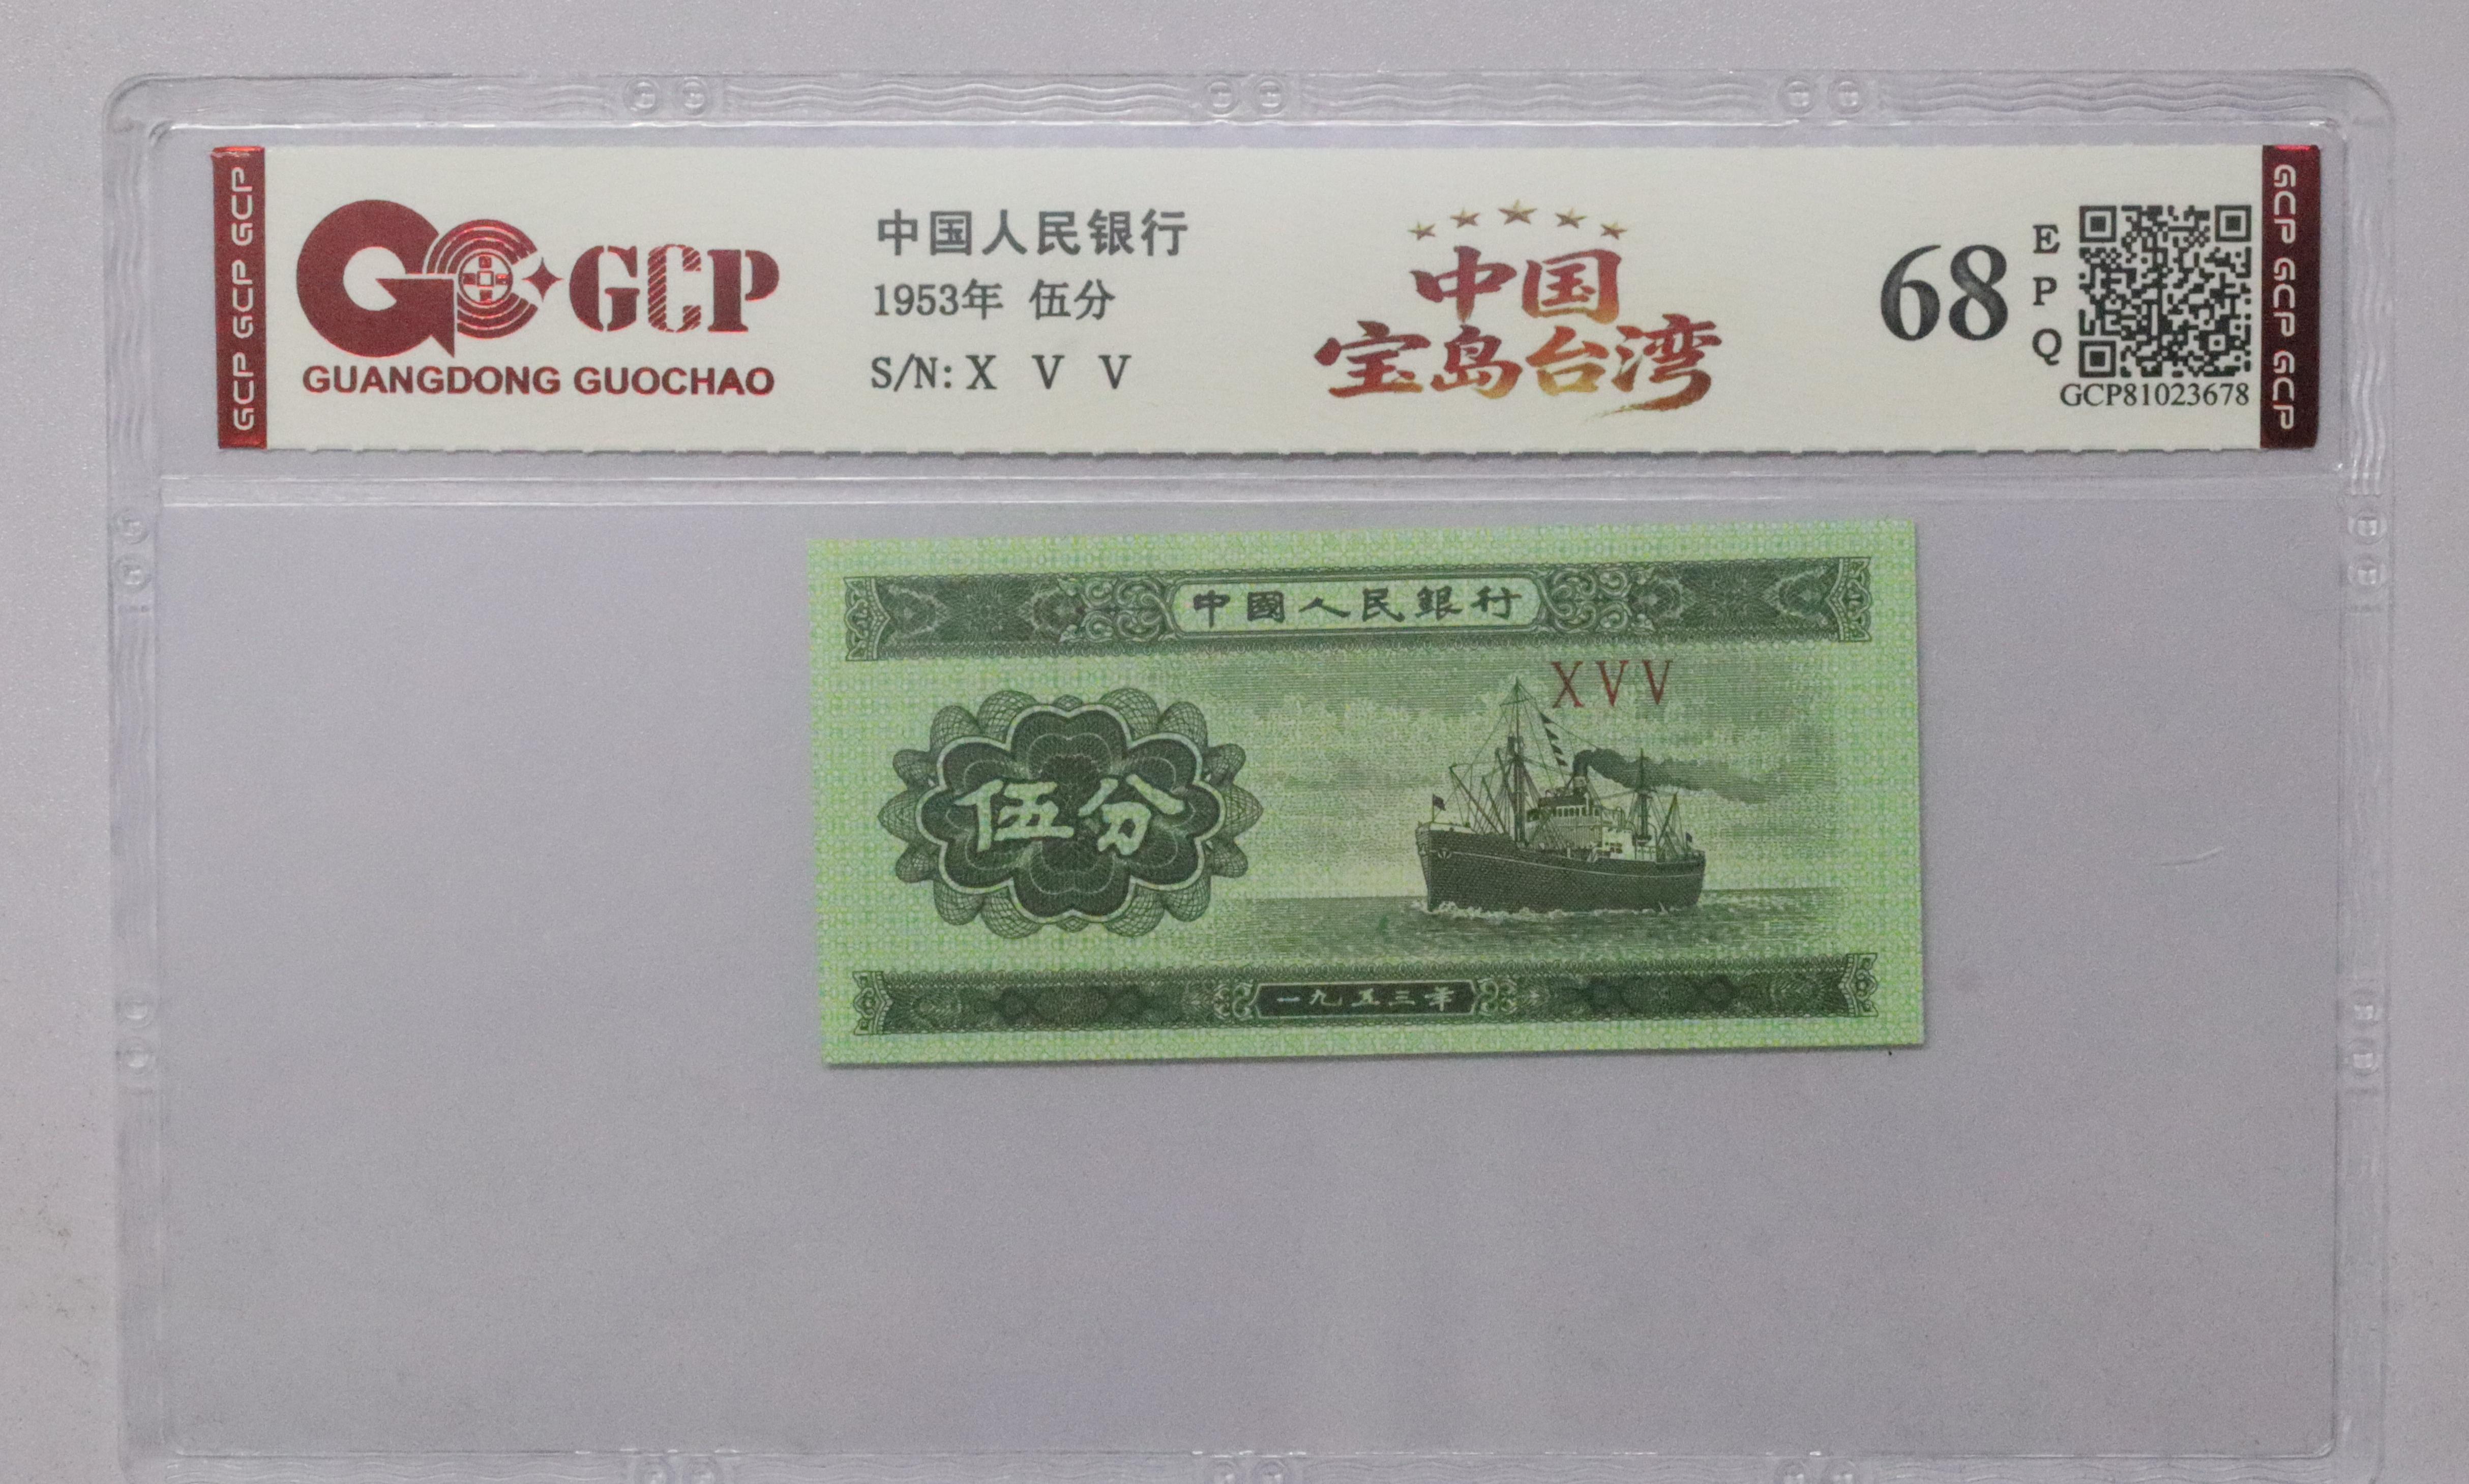 GCP GCP GCP
GCP
GUANGDONG GUOCHAO
中国人民银行
1953年 伍分
S/N: X V V
中国
宝岛台湾
68
E
P
Q
GCP81023678
GCP GCP GCP
中國人民銀行
XVV
伍分
一九五三年